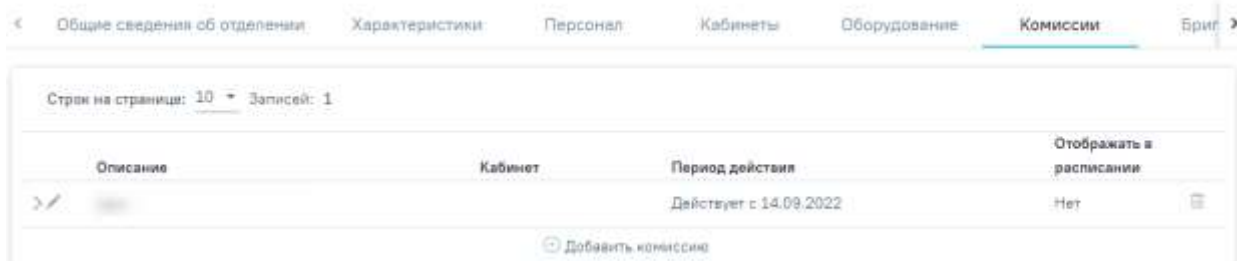 Общие сведения об отделении Характеристики Персонал Кабинеты Оборудование Комиссии Бриг
Строк на странице: 10 Записей: 1
Описание Кабинет Период действия Отображать в расписании
Действует с 14.09.2022 Нет
Добавить комиссию